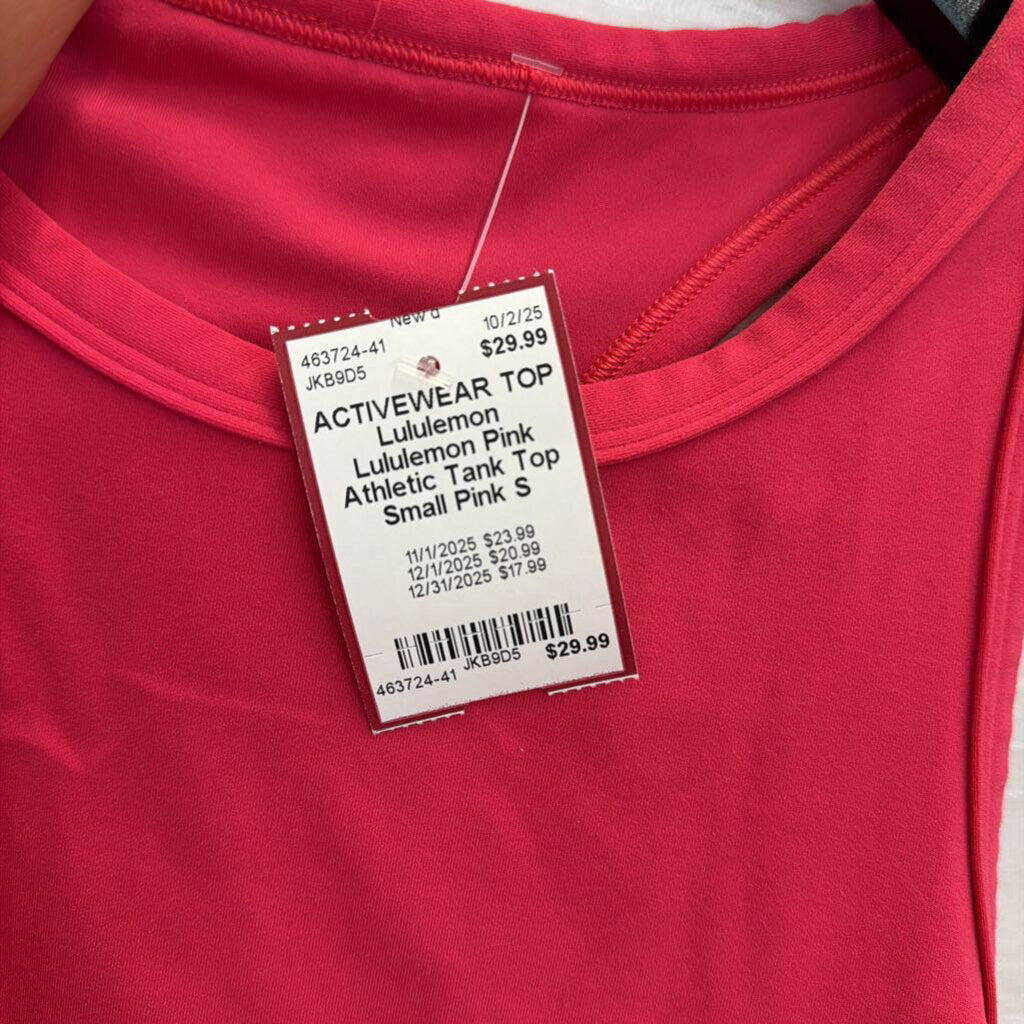 10/2/25
463724-41 $29.99
JKB9D5
ACTIVEWEAR TOP
Lululemon
Lululemon Pink
Athletic Tank Top
Small Pink S
11/1/2025 $23.99
12/1/2025 $20.99
12/31/2025 $17.99
463724-41 JKB9D5 $29.99